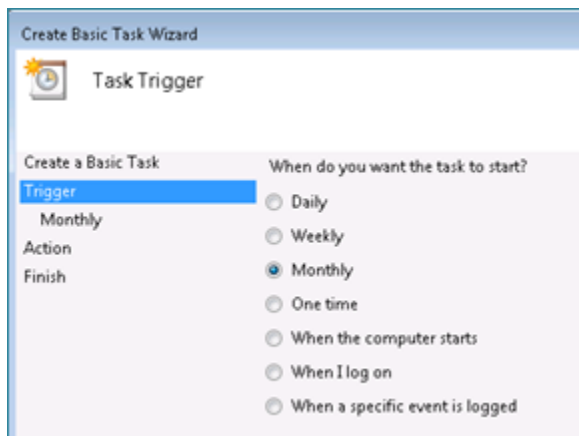 Create Basic Task Wizard
Task Trigger
Create a Basic Task
Trigger
Monthly
Action
Finish
When do you want the task to start?
Daily
Weekly
Monthly
One time
When the computer starts
When I log on
When a specific event is logged